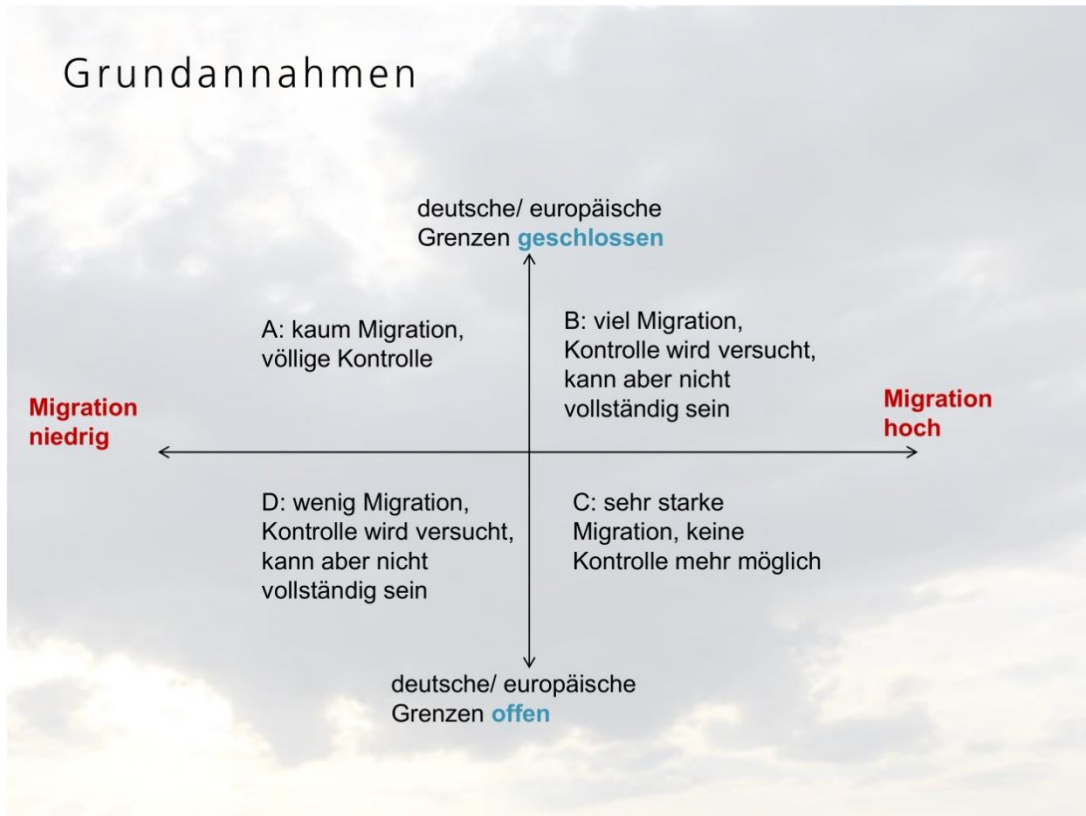 Grundannahmen
deutsche/ europäische
Grenzen geschlossen
A: kaum Migration,
völlige Kontrolle
B: viel Migration,
Kontrolle wird versucht,
kann aber nicht
vollständig sein
Migration
niedrig
Migration
hoch
D: wenig Migration,
Kontrolle wird versucht,
kann aber nicht
vollständig sein
C: sehr starke
Migration, keine
Kontrolle mehr möglich
deutsche/ europäische
Grenzen offen